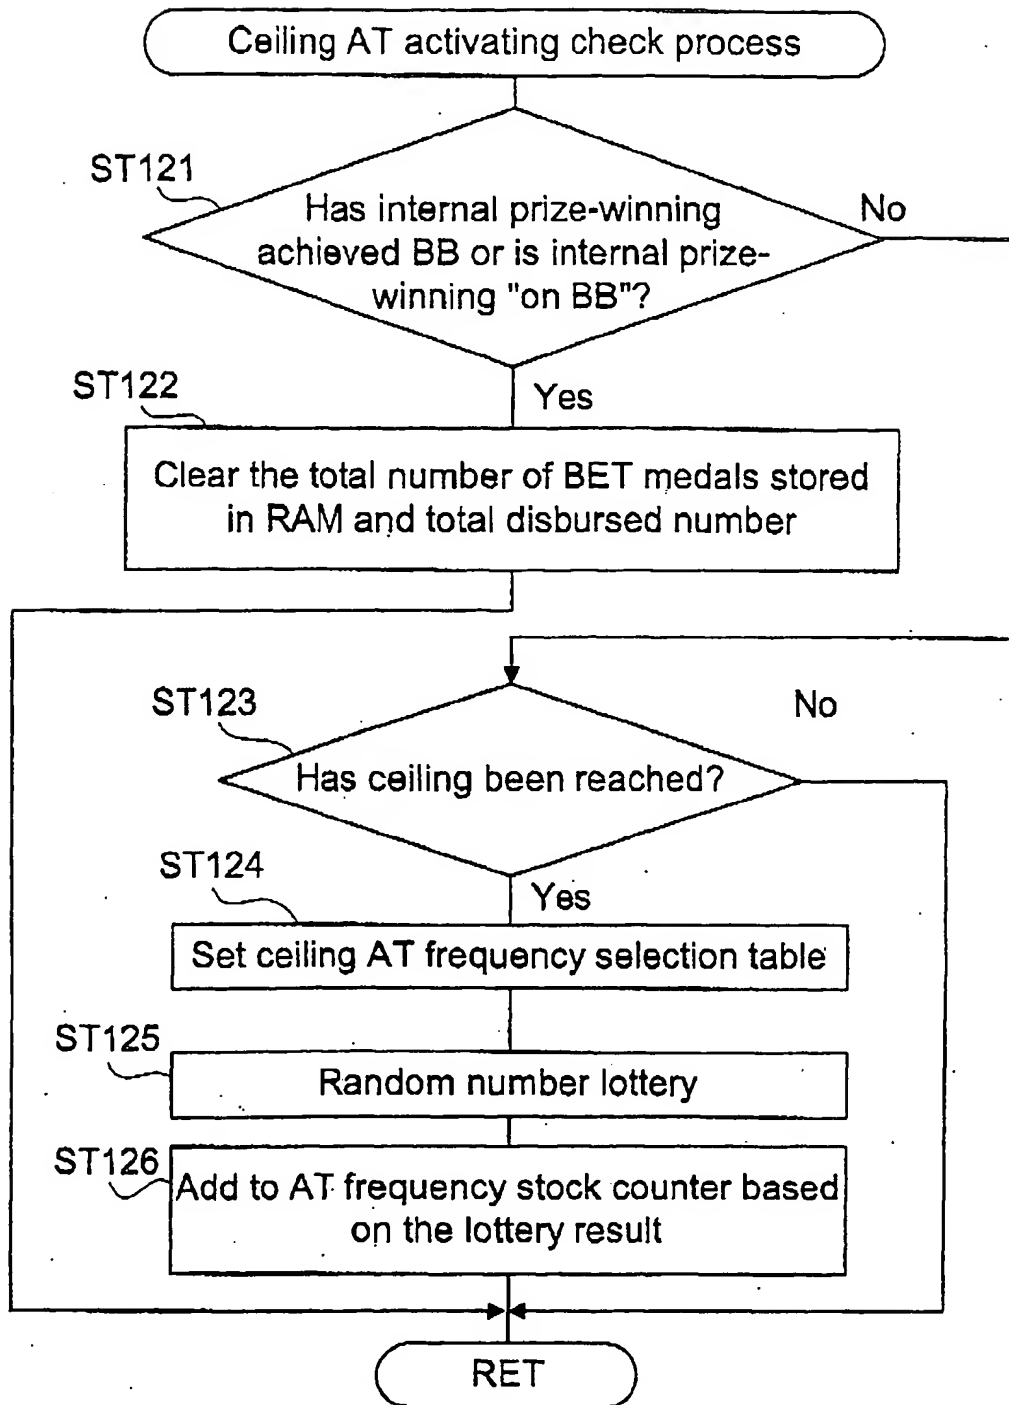 Ceiling AT activating check process
ST121
Has internal prize-winning
achieved BB or is internal prize-
winning "on BB"?
No
ST122
Yes
Clear the total number of BET medals stored
in RAM and total disbursed number
ST123
No
Has ceiling been reached?
ST124
Yes
Set ceiling AT frequency selection table
ST125
Random number lottery
ST126
Add to AT frequency stock counter based
on the lottery result
RET